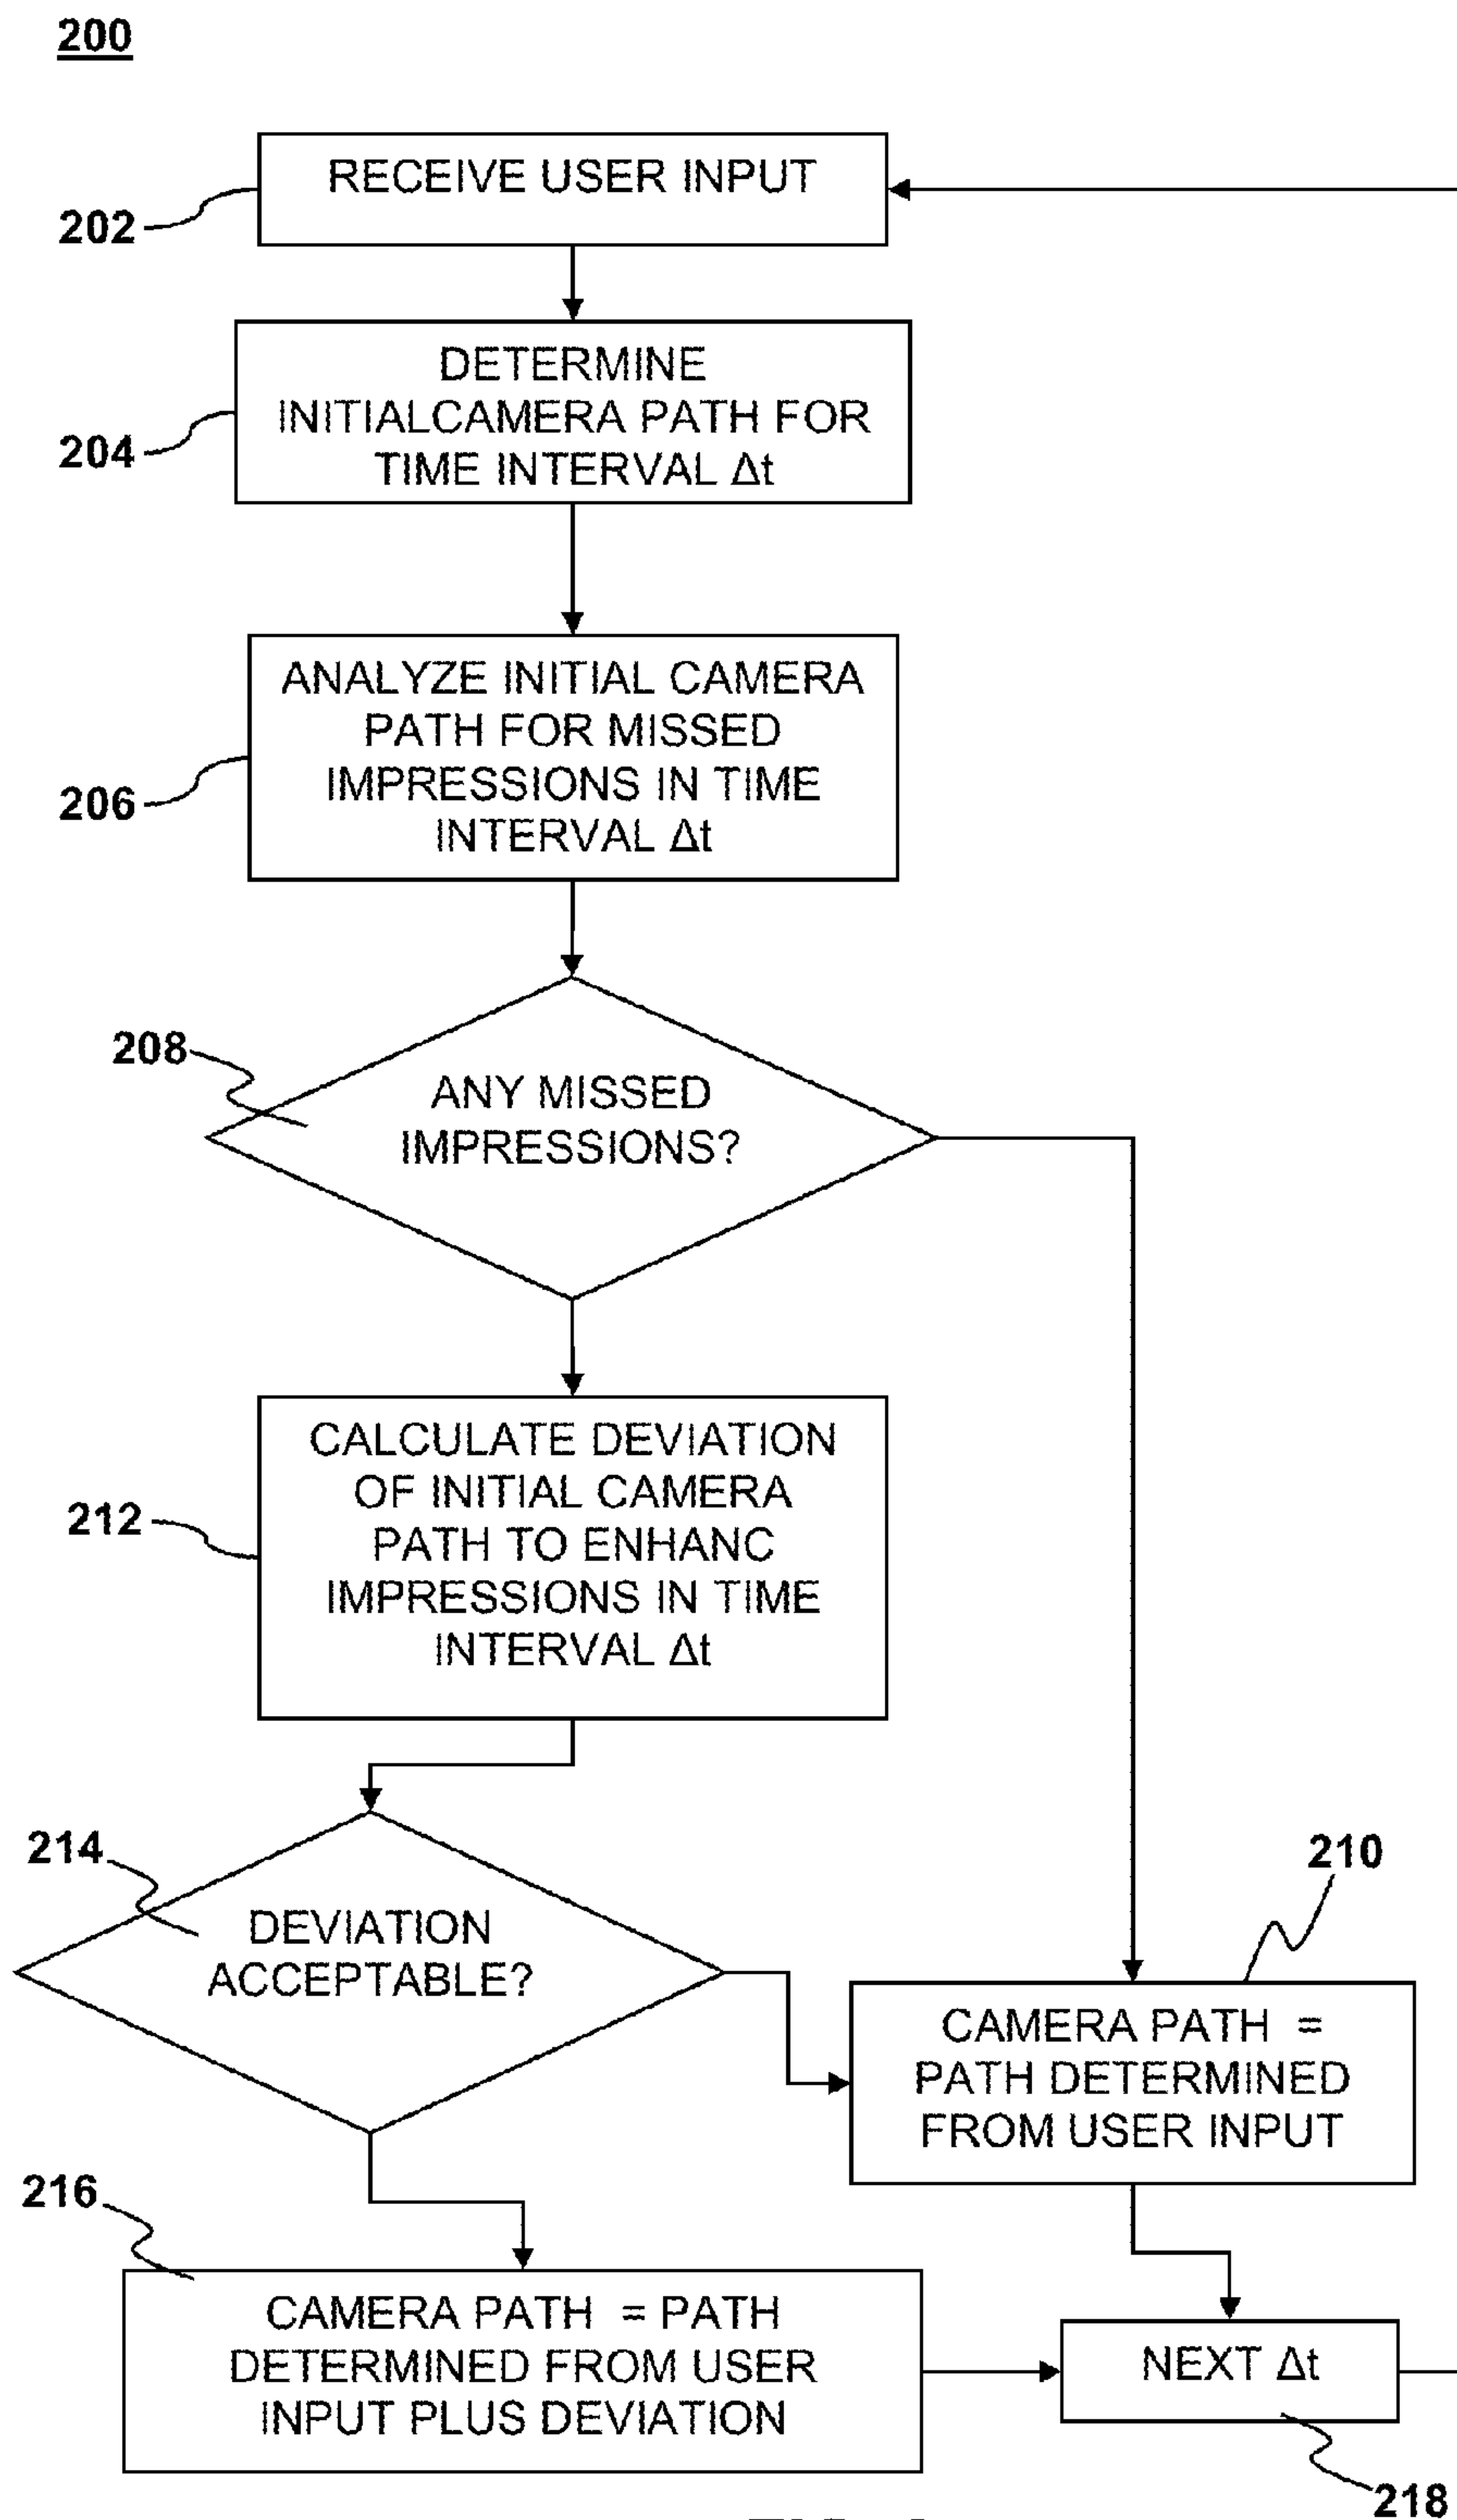 200
RECEIVE USER INPUT
202
DETERMINE
INITIALCAMERA PATH FOR
TIME INTERVAL Δt
204
ANALYZE INITIAL CAMERA
PATH FOR MISSED
IMPRESSIONS IN TIME
INTERVAL Δt
206
208
ANY MISSED
IMPRESSIONS?
CALCULATE DEVIATION
OF INITIAL CAMERA
PATH TO ENHANC
IMPRESSIONS IN TIME
INTERVAL Δt
212
214
DEVIATION
ACCEPTABLE?
210
CAMERA PATH =
PATH DETERMINED
FROM USER INPUT
216
CAMERA PATH = PATH
DETERMINED FROM USER
INPUT PLUS DEVIATION
NEXT Δt
218